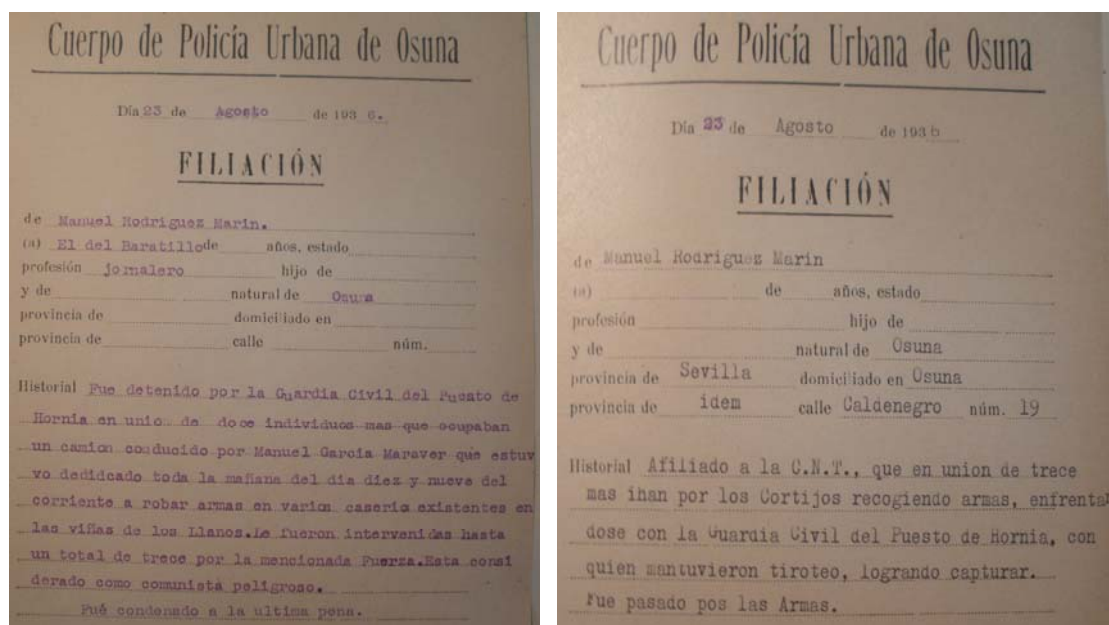 Cuerpo de Policía Urbana de Osuna
Día 23 de Agosto de 193 6.
FILIACIÓN
de Manuel Rodriguez Marin.
(a) El del Baratillo de años, estado
profesión jornalero hijo de
y de natural de Osuna
provincia de domiciliado en
provincia de calle núm.
Historial Fue detenido por la Guardia Civil del Puesto de
Hornia en union de doce individuos mas que ocupaban
un camion conducido por Manuel Garcia Maraver que estuv
vo dedidcado toda la mañana del dia diez y nueve del
corriente a robar armas en varios caseria existentes en
las viñas de los Llanos.Le fueron intervenidas hasta
un total de trece por la mencionada Fuerza.Esta consi
derado como comunista peligroso.
Fué condenado a la ultima pena.
Cuerpo de Policía Urbana de Osuna
Día 23 de Agosto de 193 6
FILIACIÓN
de Manuel Rodriguez Marin
(a) de años, estado
profesión hijo de
y de natural de Osuna
provincia de Sevilla domiciliado en Osuna
provincia de idem calle Caldenegro núm. 19
Historial Afiliado a la C.N.T., que en union de trece
mas iban por los Cortijos recogiendo armas, enfrentan
dose con la Guardia Civil del Puesto de Hornia, con
quien mantuvieron tiroteo, logrando capturar.
Fue pasado pos las Armas.